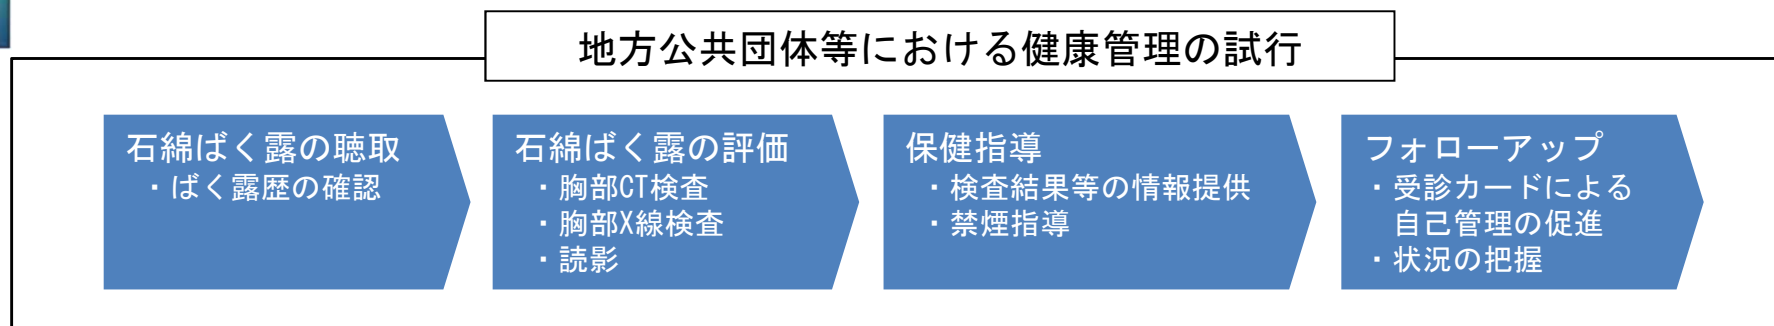 地方公共団体等における健康管理の試行
石綿ばく露の聴取
・ばく露歴の確認
石綿ばく露の評価
・胸部CT検査
・胸部X線検査
・読影
保健指導
・検査結果等の情報提供
・禁煙指導
フォローアップ
・受診カードによる
自己管理の促進
・状況の把握